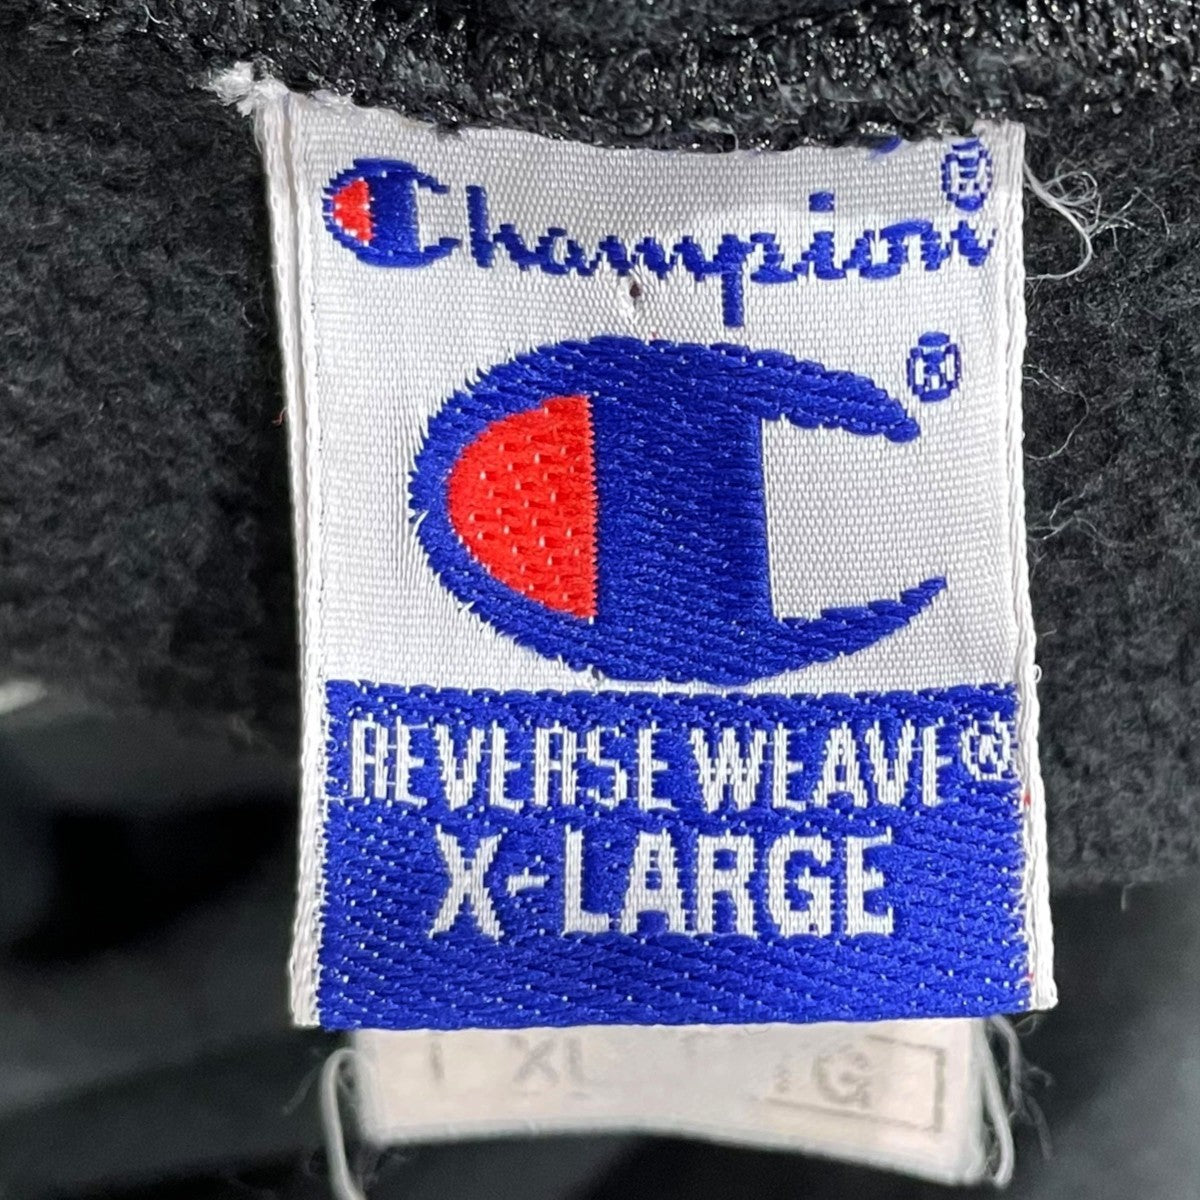 Champion®
®
REVERSE WEAVE®
X-LARGE
XL